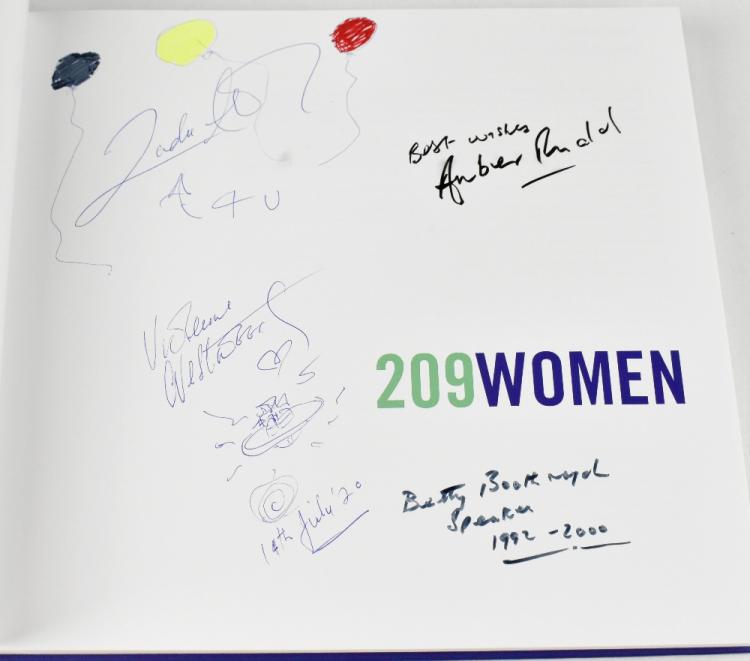 A 4 U
Best wishes
Amber Rudd
Vivienne
Westwood
209WOMEN
14th July '20
Betty Boothroyd
Speaker
1992 - 2000